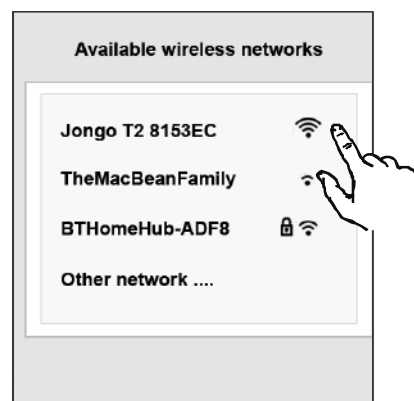 Available wireless networks
Jongo T2 8153EC
TheMacBeanFamily
BTHomeHub-ADF8
Other network ....